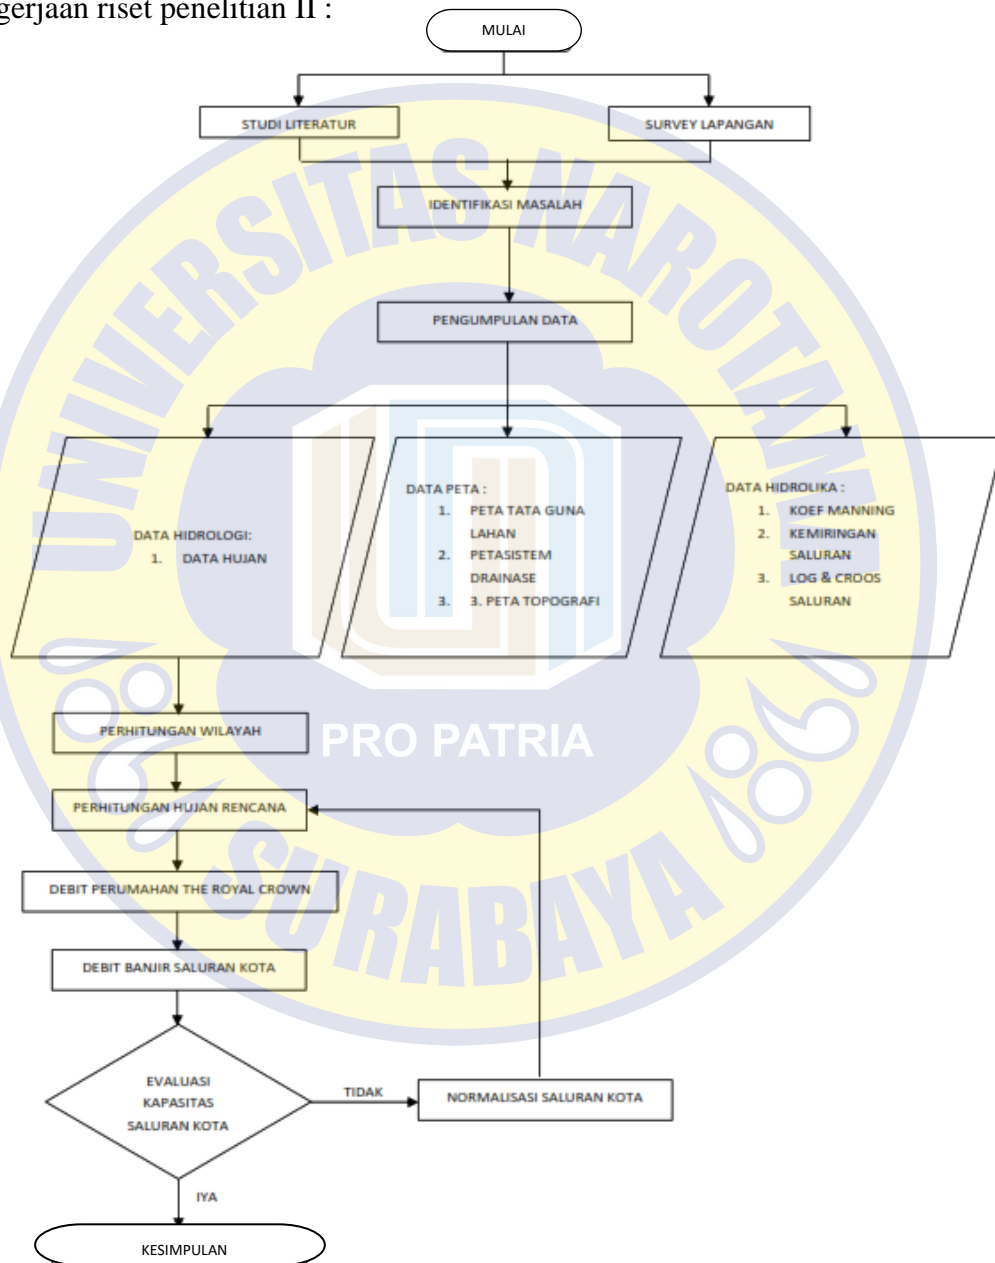 gerjaan riset penelitian II :
MULAI
STUDI LITERATUR
SURVEY LAPANGAN
IDENTIFIKASI MASALAH
PENGUMPULAN DATA
DATA HIDROLOGI:
1. DATA HUJAN
DATA PETA :
1. PETA TATA GUNA
LAHAN
2. PETASISTEM
DRAINASE
3. 3. PETA TOPOGRAFI
DATA HIDROLIKA :
1. KOEF MANNING
2. KEMIRINGAN
SALURAN
3. LOG & CROOS
SALURAN
PERHITUNGAN WILAYAH
PERHITUNGAN HUJAN RENCANA
DEBIT PERUMAHAN THE ROYAL CROWN
DEBIT BANJIR SALURAN KOTA
EVALUASI
KAPASITAS
SALURAN KOTA
TIDAK
NORMALISASI SALURAN KOTA
IYA
KESIMPULAN
UNIVERSITAS NAROTAMA
PRO PATRIA
SURABAYA